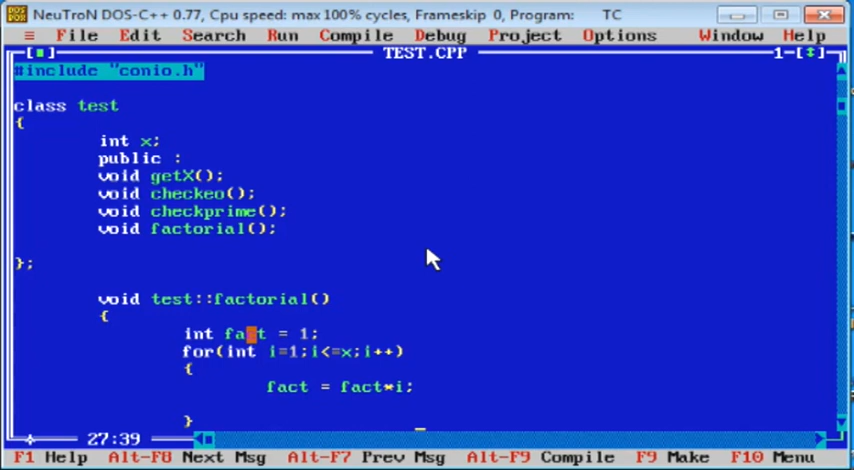 NeuTroN DOS-C++ 0.77, Cpu speed: max 100% cycles, Frameskip 0, Program: TC
≡ File Edit Search Run Compile Debug Project Options Window Help
[■] TEST.CPP 1-[↕]
#include "conio.h"
class test
{
int x;
public :
void getX();
void checkeo();
void checkprime();
void factorial();
};
void test::factorial()
{
int fact = 1;
for(int i=1;i<=x;i++)
{
fact = fact*i;
}
27:39
F1 Help Alt-F8 Next Msg Alt-F7 Prev Msg Alt-F9 Compile F9 Make F10 Menu